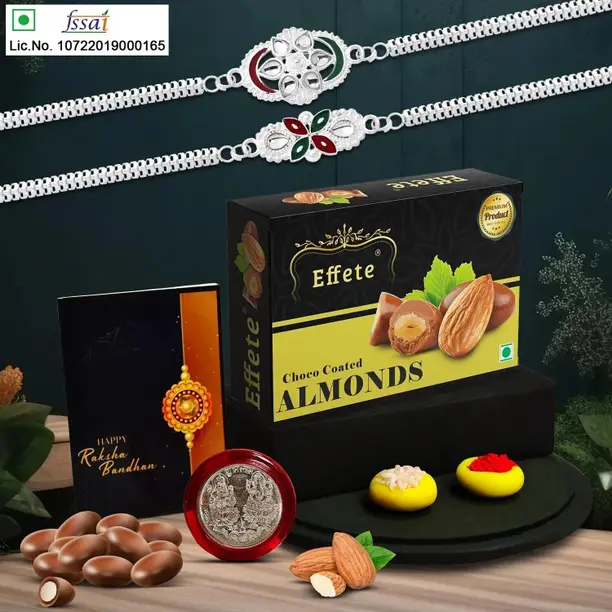 fssai
Lic.No. 10722019000165
Effete
PREMIUM
Product
Effete®
Effete®
Choco Coated
ALMONDS
HAPPY
Raksha
Bandhan